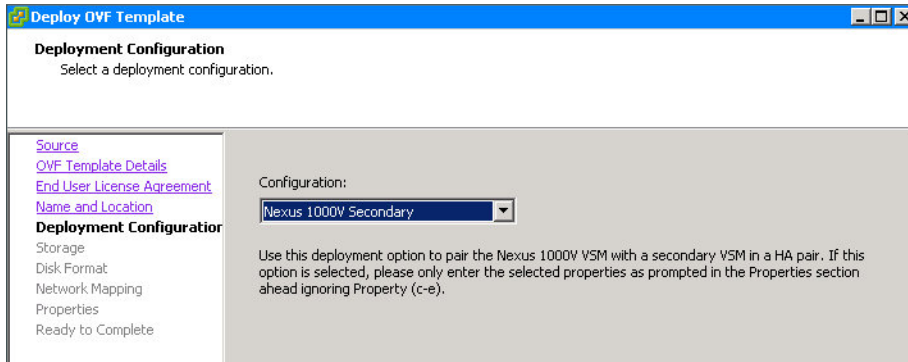 Deploy OVF Template
Deployment Configuration
Select a deployment configuration.
Source
OVF Template Details
End User License Agreement
Name and Location
Deployment Configuration
Storage
Disk Format
Network Mapping
Properties
Ready to Complete
Configuration:
Nexus 1000V Secondary
Use this deployment option to pair the Nexus 1000V VSM with a secondary VSM in a HA pair. If this
option is selected, please only enter the selected properties as prompted in the Properties section
ahead ignoring Property (c-e).